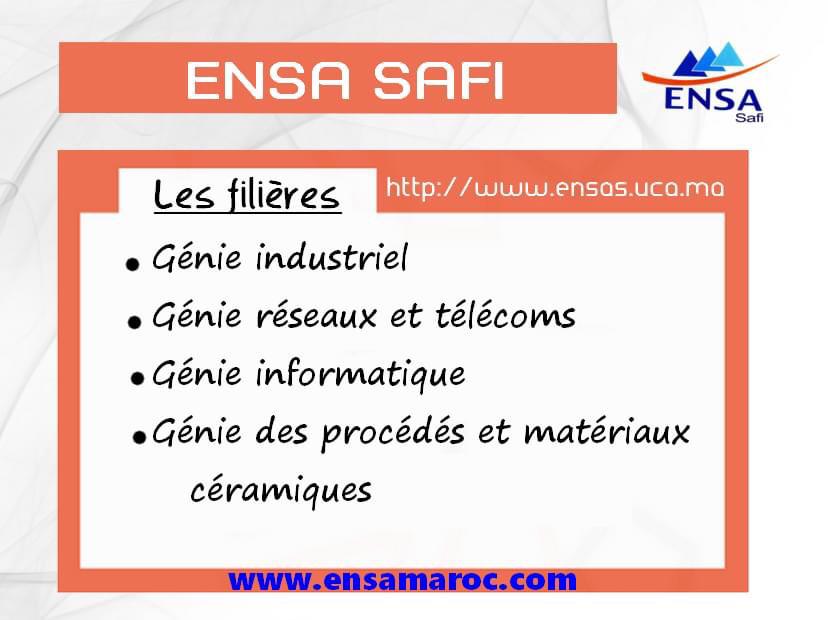 ENSA SAFI
ENSA
Safi
Les filières
http://www.ensas.uca.ma
• Génie industriel
• Génie réseaux et télécoms
• Génie informatique
• Génie des procédés et matériaux
céramiques
www.ensamaroc.com